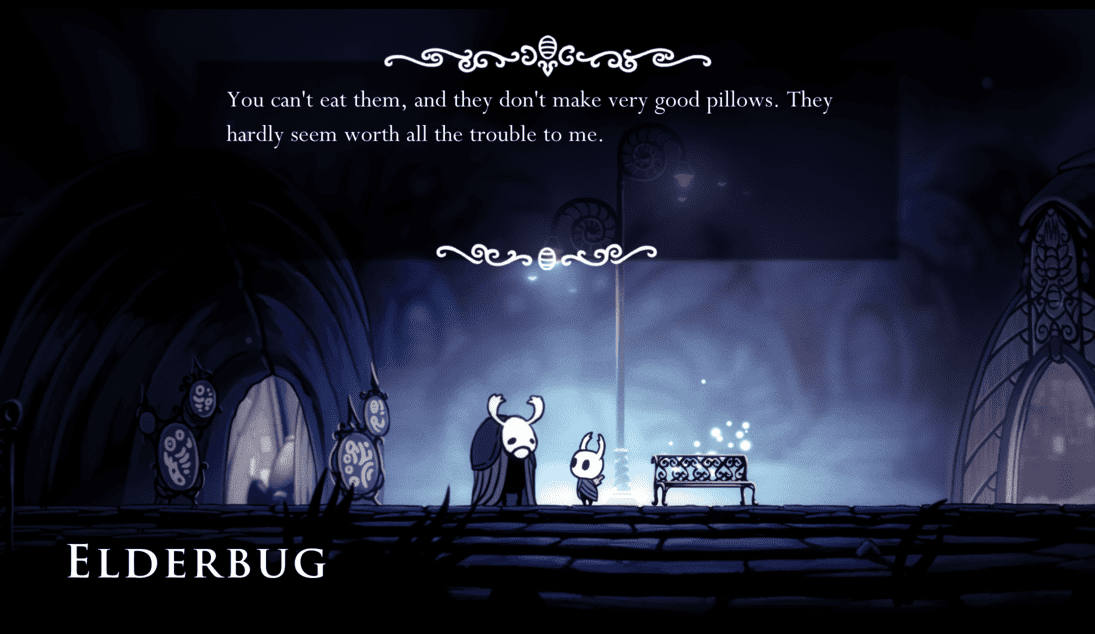 You can't eat them, and they don't make very good pillows. They
hardly seem worth all the trouble to me.
ELDERBUG